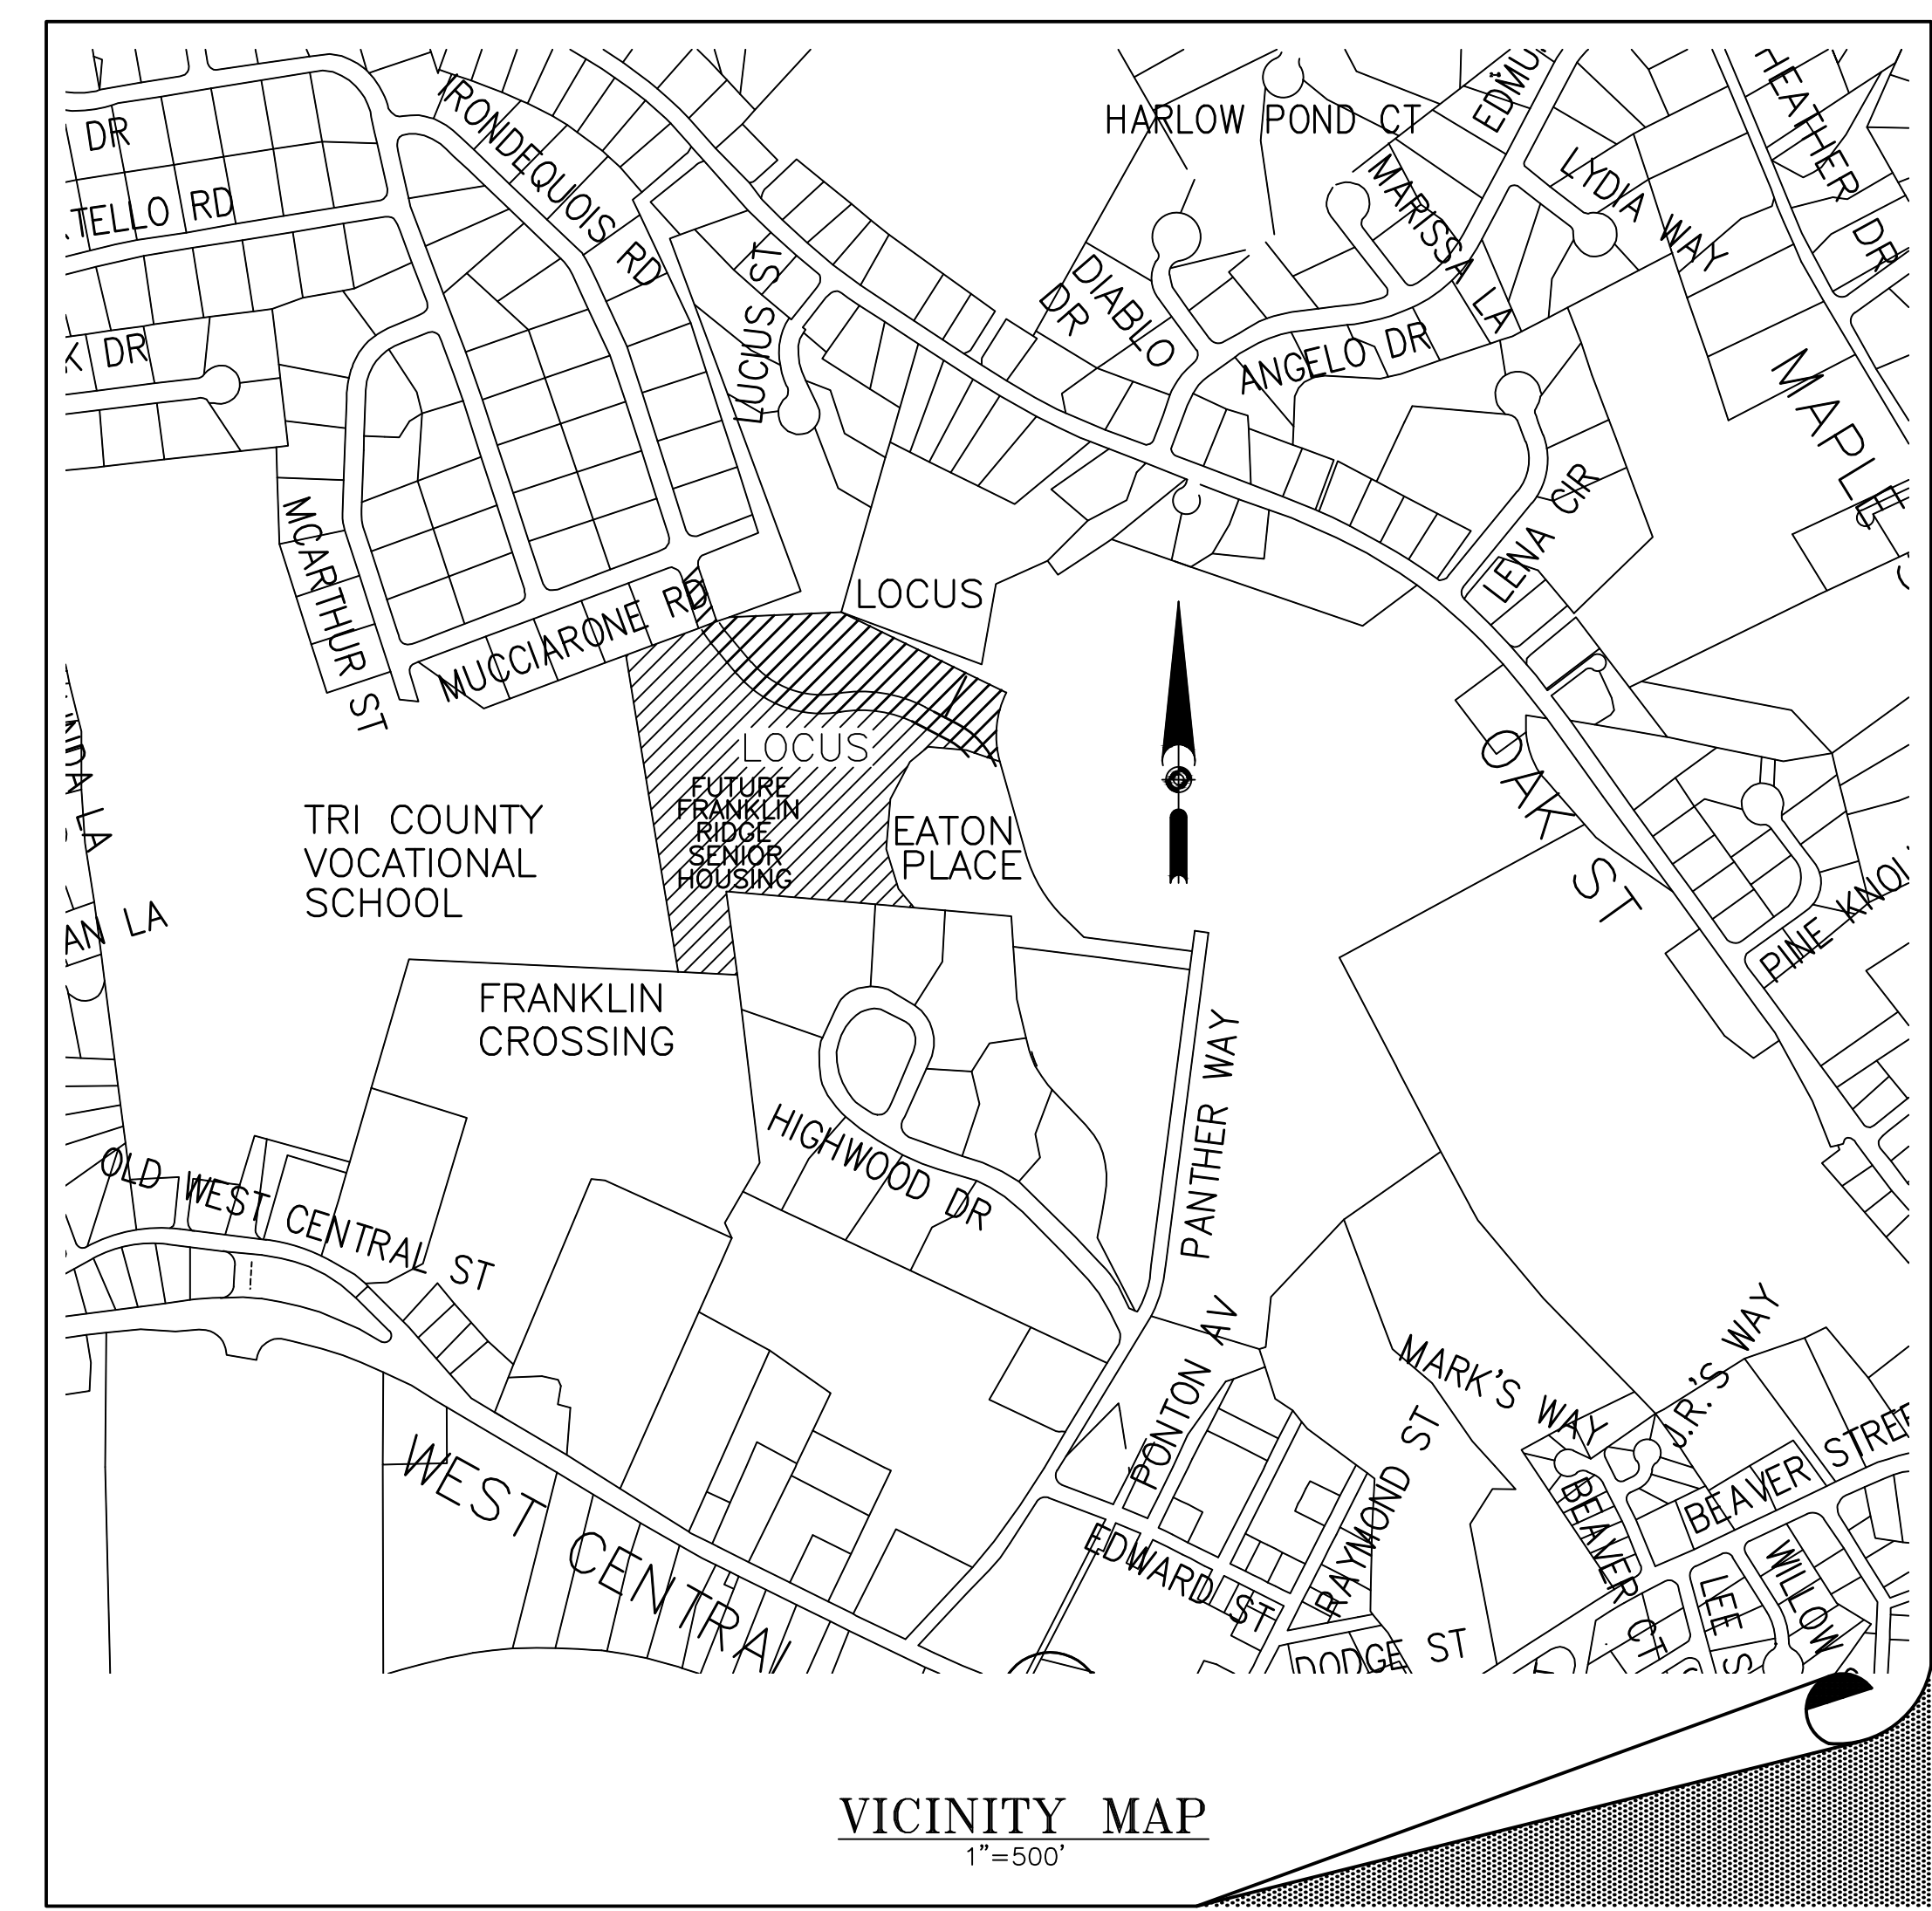 DR
IRONDEQUOIS RD
HARLOW POND CT
HEATHER DR
MARISSA LA
LYDIA WAY
TELLO RD
LUCIUS ST
DIABLO
DR
ANGELO DR
K DR
MAPLE
MCARTHUR ST
LENA CIR
LOCUS
MUCCIARONE RD
LOCUS
OAK ST
FUTURE
FRANKLIN
RIDGE
SENIOR
HOUSING
TRI COUNTY
VOCATIONAL
SCHOOL
EATON
PLACE
AN LA
PINE
FRANKLIN
CROSSING
PANTHER WAY
HIGHWOOD DR
OLD WEST CENTRAL ST
PONTON AV
MARK'S WAY
J.R.'S WAY
WEST CENTRAL
RAYMOND ST
BEAVER STREE
EDWARD ST
BEAVER CT
LEE S
WILLOW
DODGE ST
VICINITY MAP
1"=500'